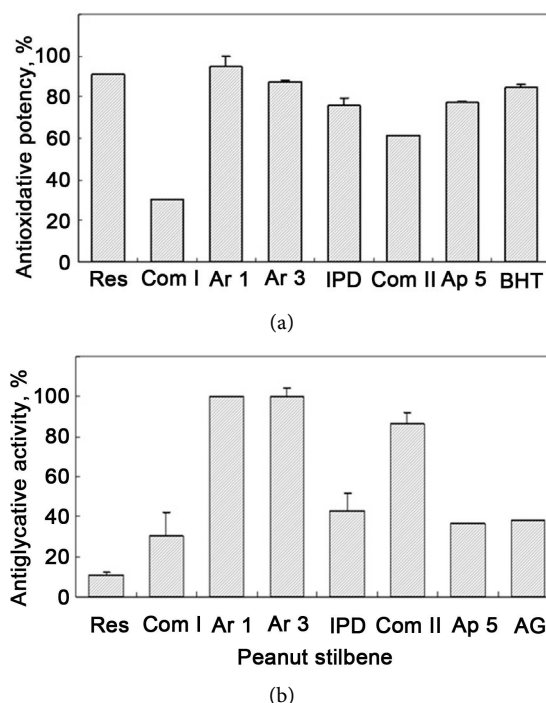 Antioxidative potency, %
100
80
60
40
20
0
Res Com I Ar 1 Ar 3 IPD Com II Ap 5 BHT
(a)
Antiglycative activity, %
100
80
60
40
20
0
Res Com I Ar 1 Ar 3 IPD Com II Ap 5 AG
Peanut stilbene
(b)